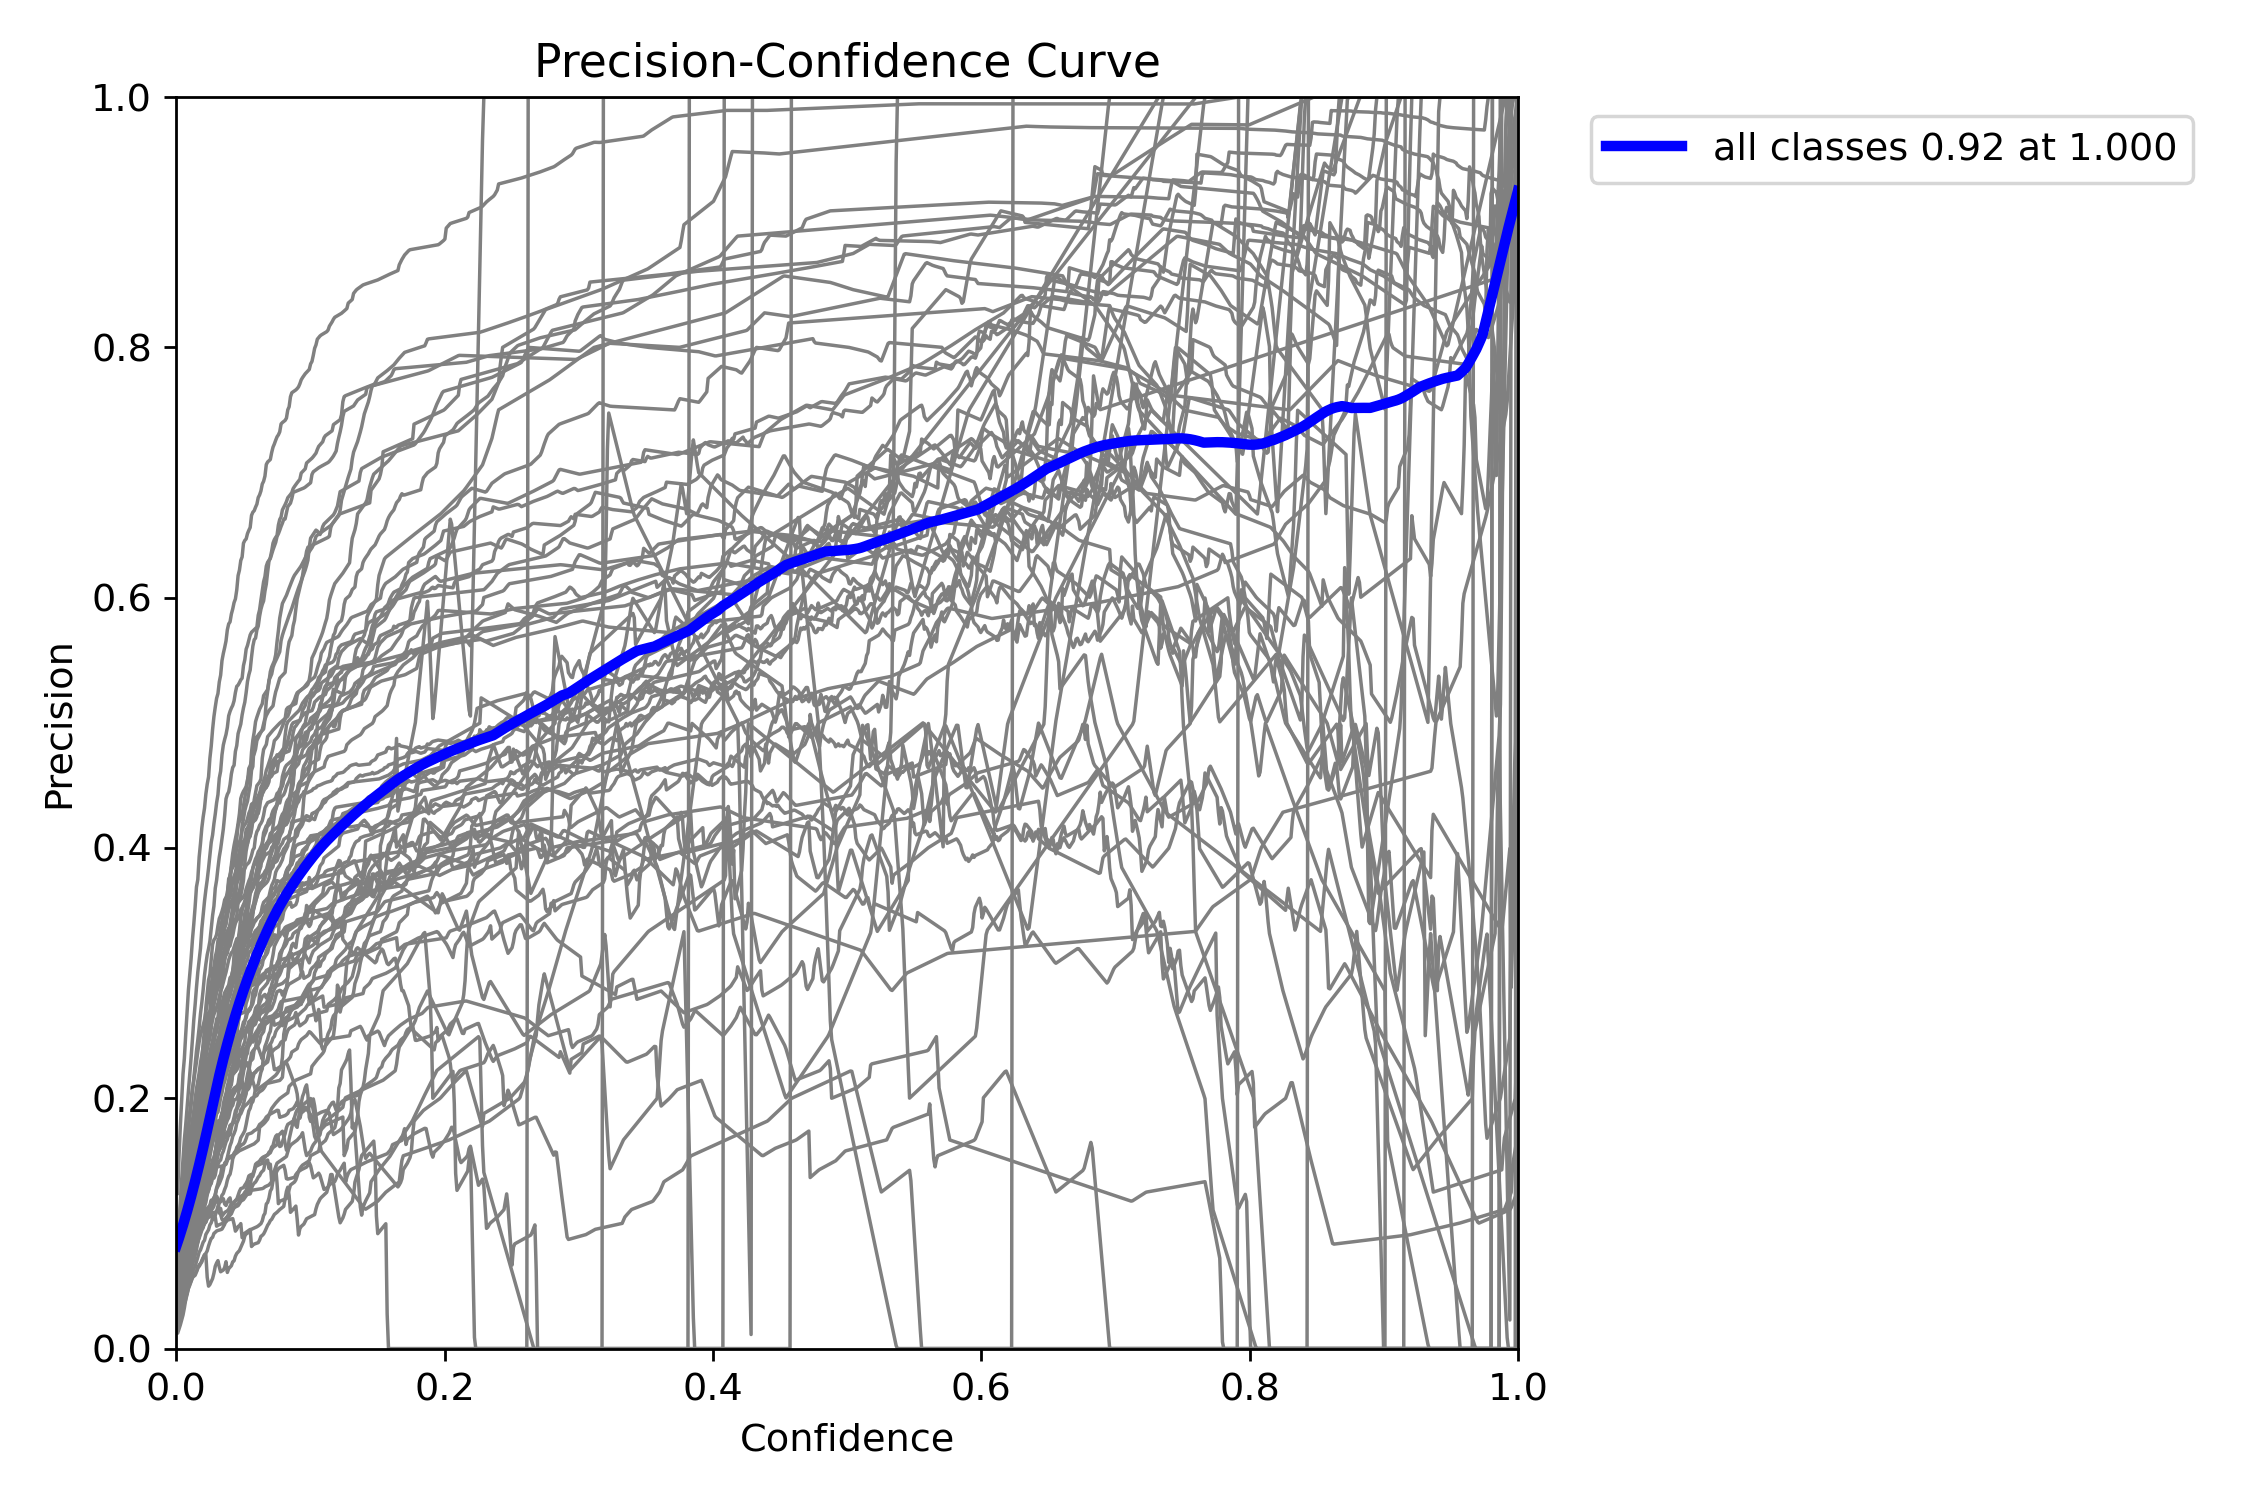 Precision-Confidence Curve
all classes 0.92 at 1.000
Precision
1.0
0.8
0.6
0.4
0.2
0.0
0.0 0.2 0.4 0.6 0.8 1.0
Confidence